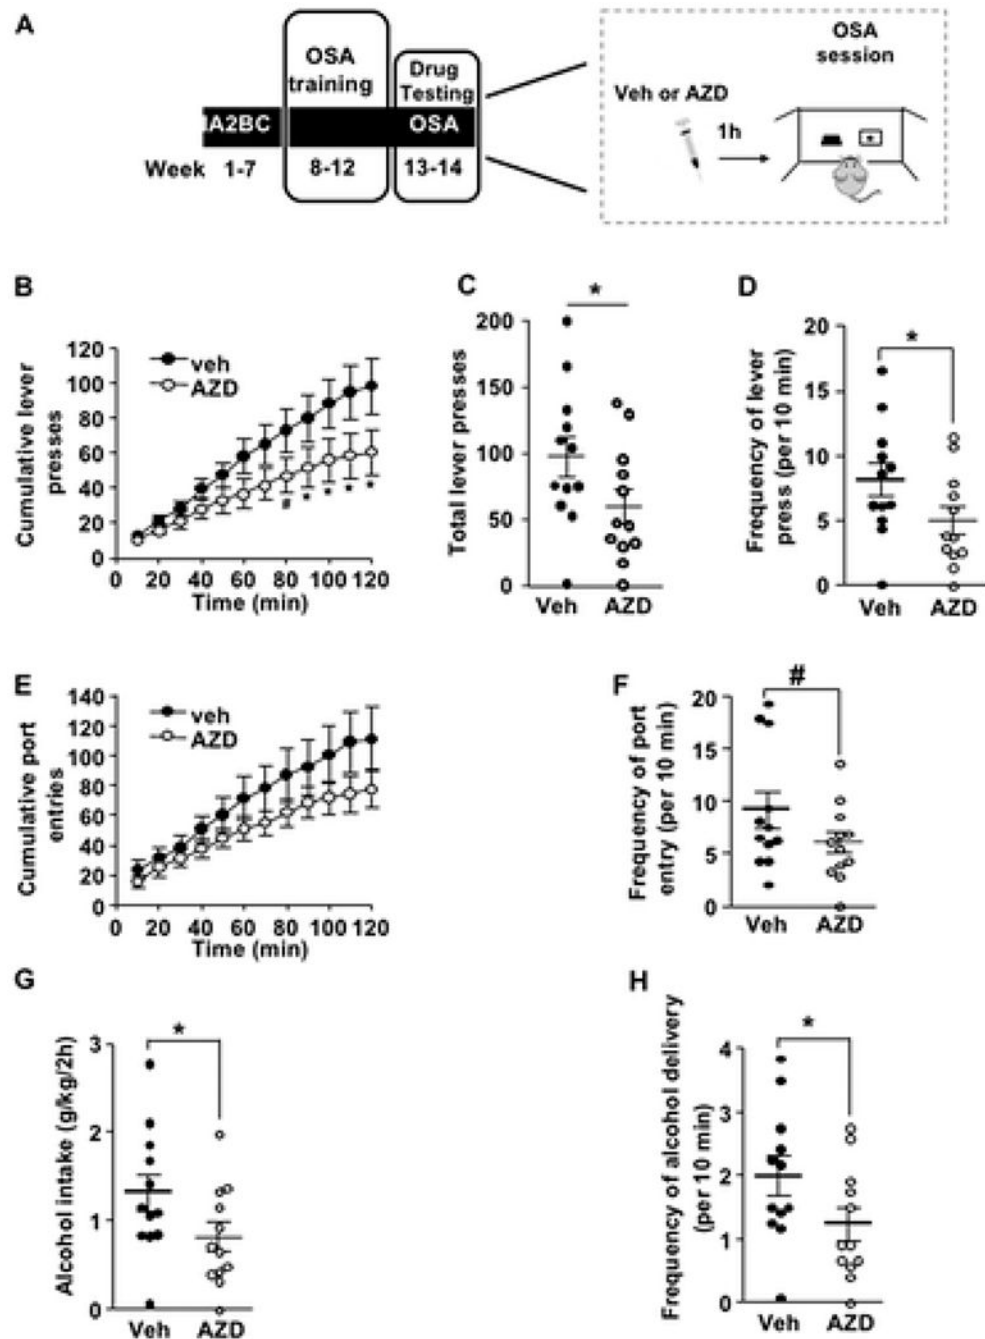 A
OSA
training
Drug
Testing
IA2BC
OSA
Week 1-7 8-12 13-14
OSA
session
Veh or AZD
1h
B
Cumulative lever
presses
120
100
80
60
40
20
0
veh
AZD
# * * * *
0 20 40 60 80 100 120
Time (min)
C
*
Total lever presses
200
150
100
50
0
Veh AZD
D
*
Frequency of lever
press (per 10 min)
20
15
10
5
0
Veh AZD
E
Cumulative port
entries
140
120
100
80
60
40
20
0
veh
AZD
0 20 40 60 80 100 120
Time (min)
F
#
Frequency of port
entry (per 10 min)
20
15
10
5
0
Veh AZD
G
*
Alcohol intake (g/kg/2h)
3
2
1
0
Veh AZD
H
*
Frequency of alcohol delivery
(per 10 min)
4
3
2
1
0
Veh AZD